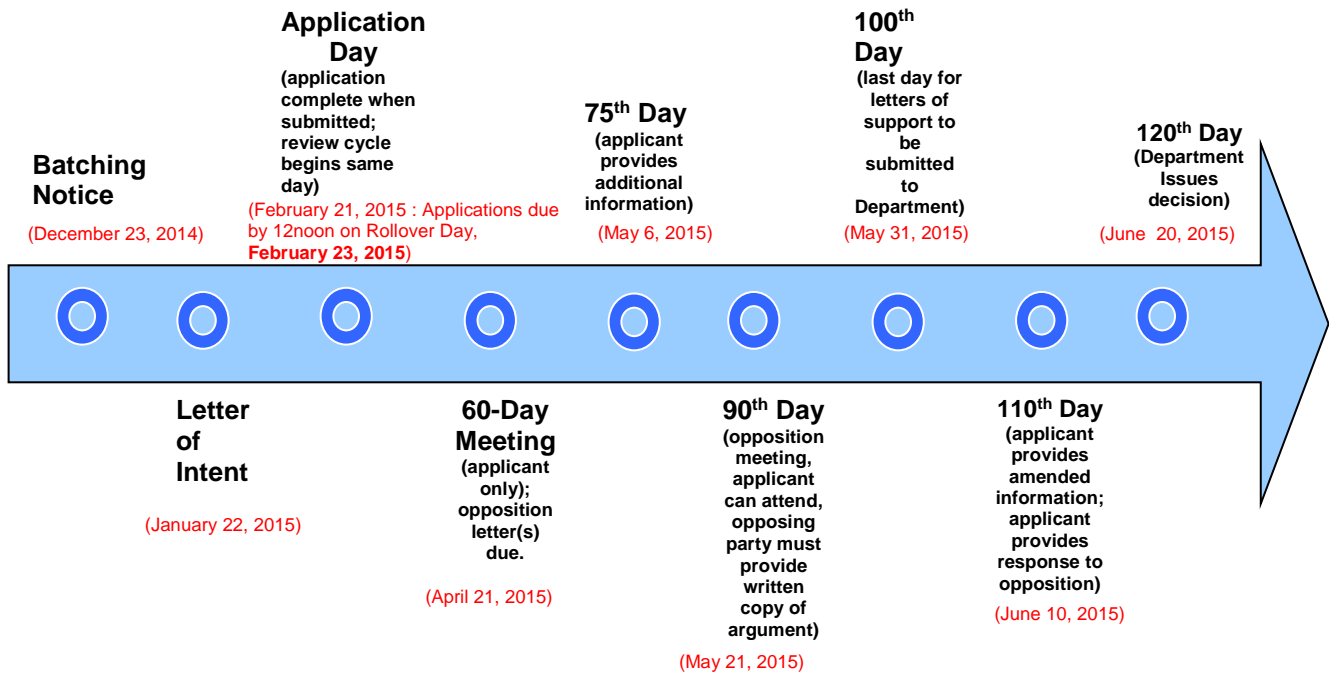 Batching
Notice
(December 23, 2014)
Letter
of
Intent
(January 22, 2015)
Application
Day
(application
complete when
submitted;
review cycle
begins same
day)
(February 21, 2015 : Applications due
by 12noon on Rollover Day,
February 23, 2015)
60-Day
Meeting
(applicant
only);
opposition
letter(s)
due.
(April 21, 2015)
75th Day
(applicant
provides
additional
information)
(May 6, 2015)
90th Day
(opposition
meeting,
applicant
can attend,
opposing
party must
provide
written
copy of
argument)
(May 21, 2015)
100th
Day
(last day for
letters of
support to
be
submitted
to
Department)
(May 31, 2015)
110th Day
(applicant
provides
amended
information;
applicant
provides
response to
opposition)
(June 10, 2015)
120th Day
(Department
Issues
decision)
(June  20, 2015)